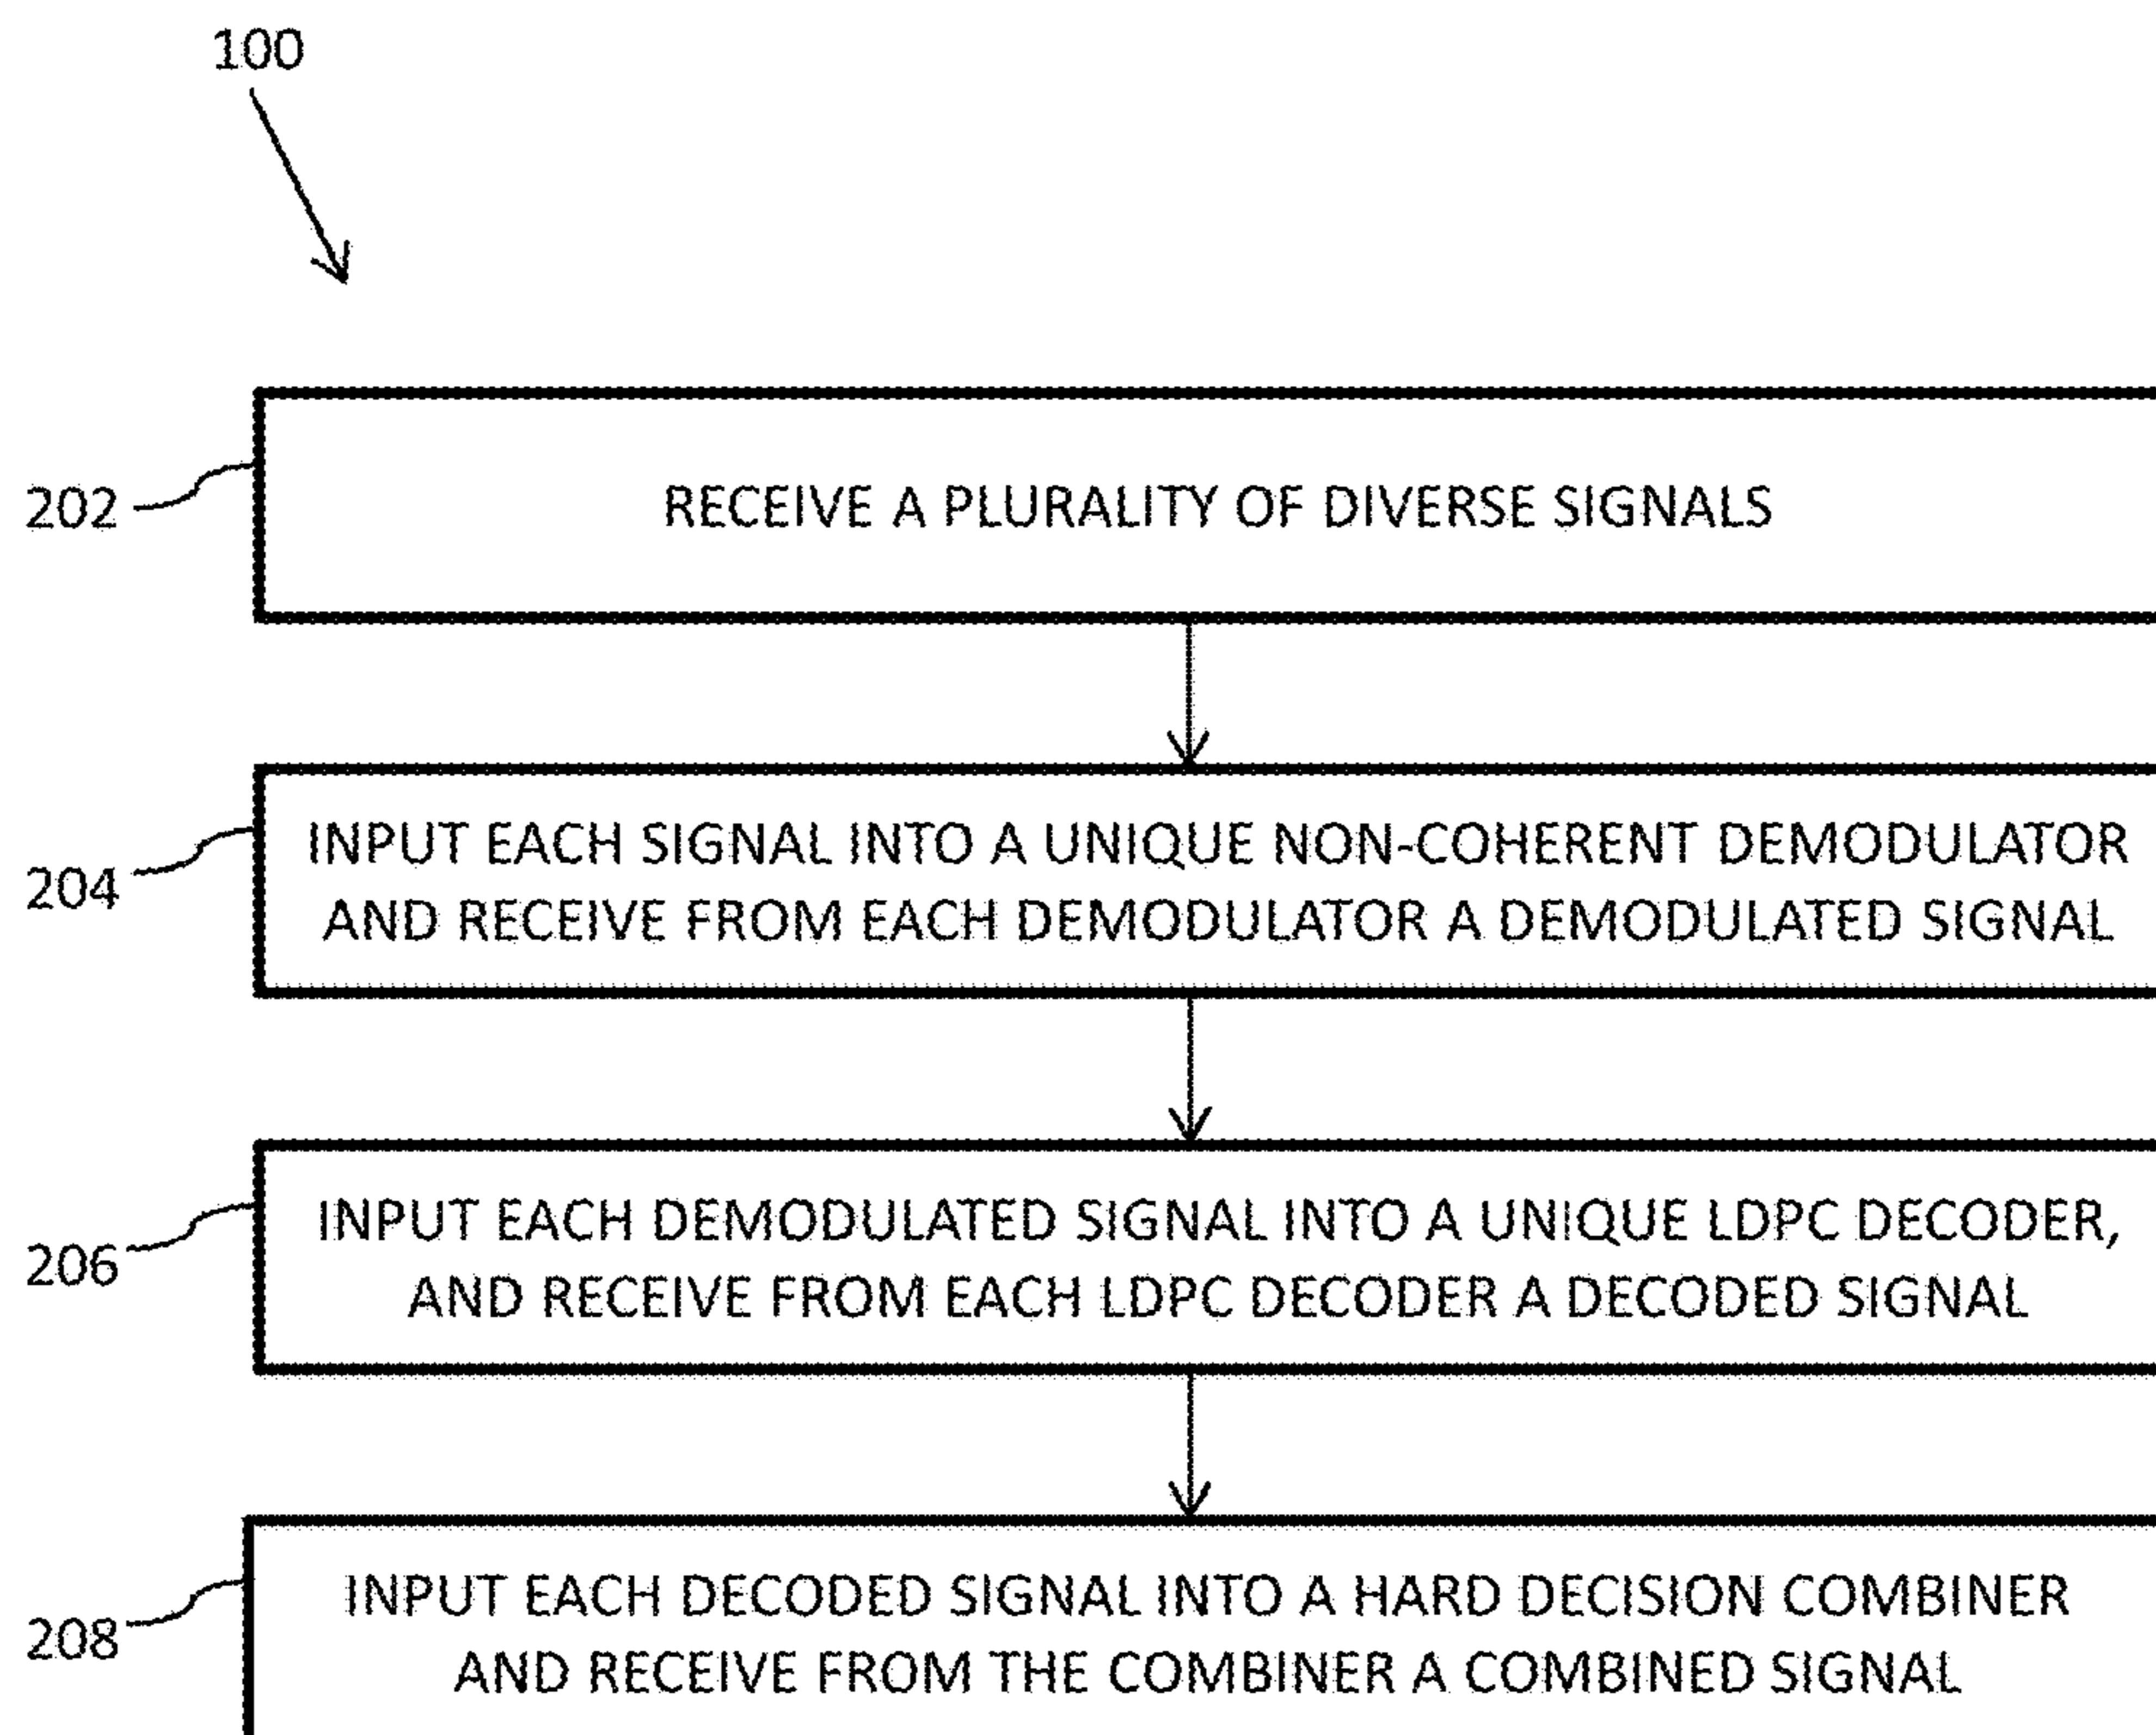 100
202
RECEIVE A PLURALITY OF DIVERSE SIGNALS
204
INPUT EACH SIGNAL INTO A UNIQUE NON-COHERENT DEMODULATOR
AND RECEIVE FROM EACH DEMODULATOR A DEMODULATED SIGNAL
206
INPUT EACH DEMODULATED SIGNAL INTO A UNIQUE LDPC DECODER,
AND RECEIVE FROM EACH LDPC DECODER A DECODED SIGNAL
208
INPUT EACH DECODED SIGNAL INTO A HARD DECISION COMBINER
AND RECEIVE FROM THE COMBINER A COMBINED SIGNAL